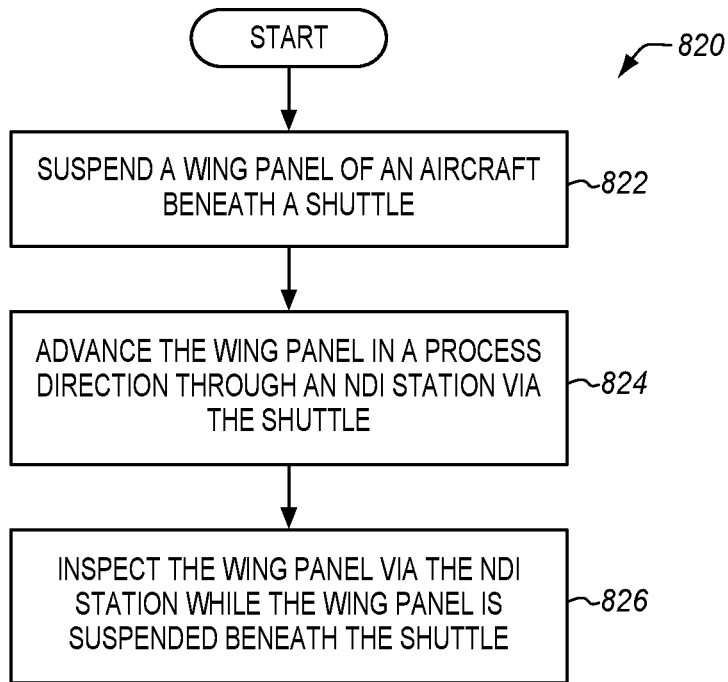 START
820
SUSPEND A WING PANEL OF AN AIRCRAFT
BENEATH A SHUTTLE
822
ADVANCE THE WING PANEL IN A PROCESS
DIRECTION THROUGH AN NDI STATION VIA
THE SHUTTLE
824
INSPECT THE WING PANEL VIA THE NDI
STATION WHILE THE WING PANEL IS
SUSPENDED BENEATH THE SHUTTLE
826